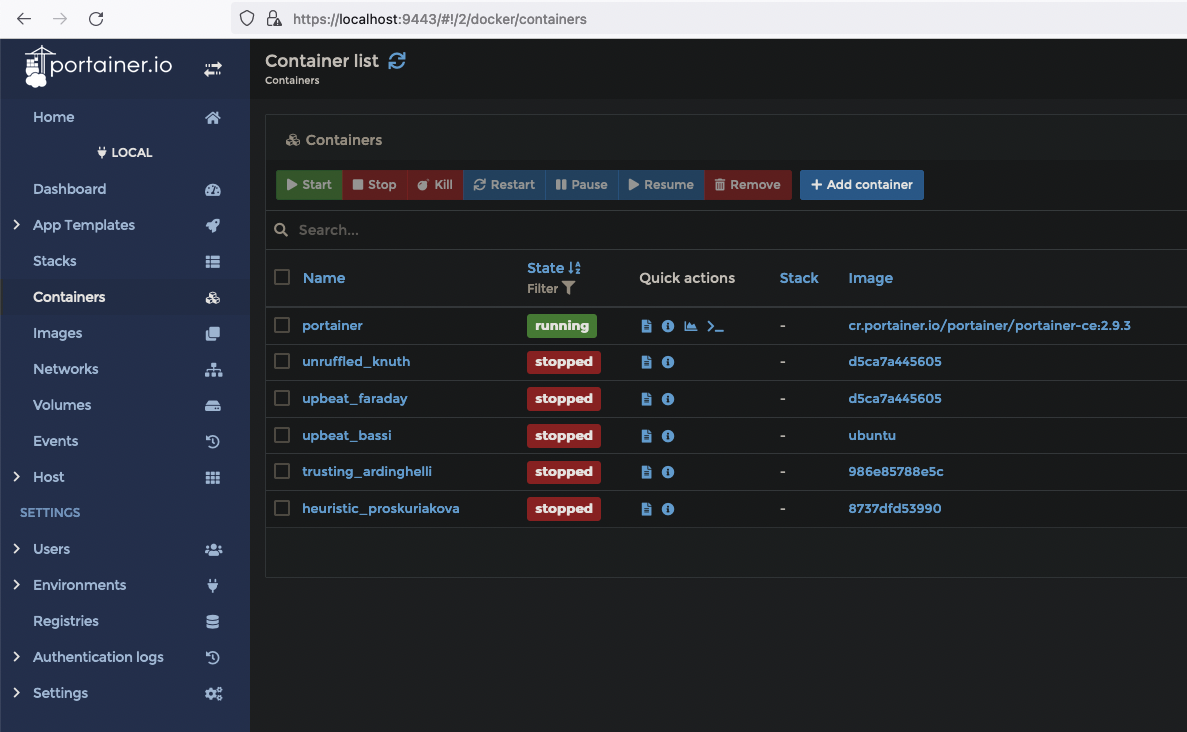 https://localhost:9443/#!/2/docker/containers
portainer.io
Home
LOCAL
Dashboard
App Templates
Stacks
Containers
Images
Networks
Volumes
Events
Host
SETTINGS
Users
Environments
Registries
Authentication logs
Settings
Container list
Containers
Containers
Start Stop Kill Restart Pause Resume Remove Add container
Search...
Name State Filter Quick actions Stack Image
portainer running - cr.portainer.io/portainer/portainer-ce:2.9.3
unruffled_knuth stopped - d5ca7a445605
upbeat_faraday stopped - d5ca7a445605
upbeat_bassi stopped - ubuntu
trusting_ardinghelli stopped - 986e85788e5c
heuristic_proskuriakova stopped - 8737dfd53990